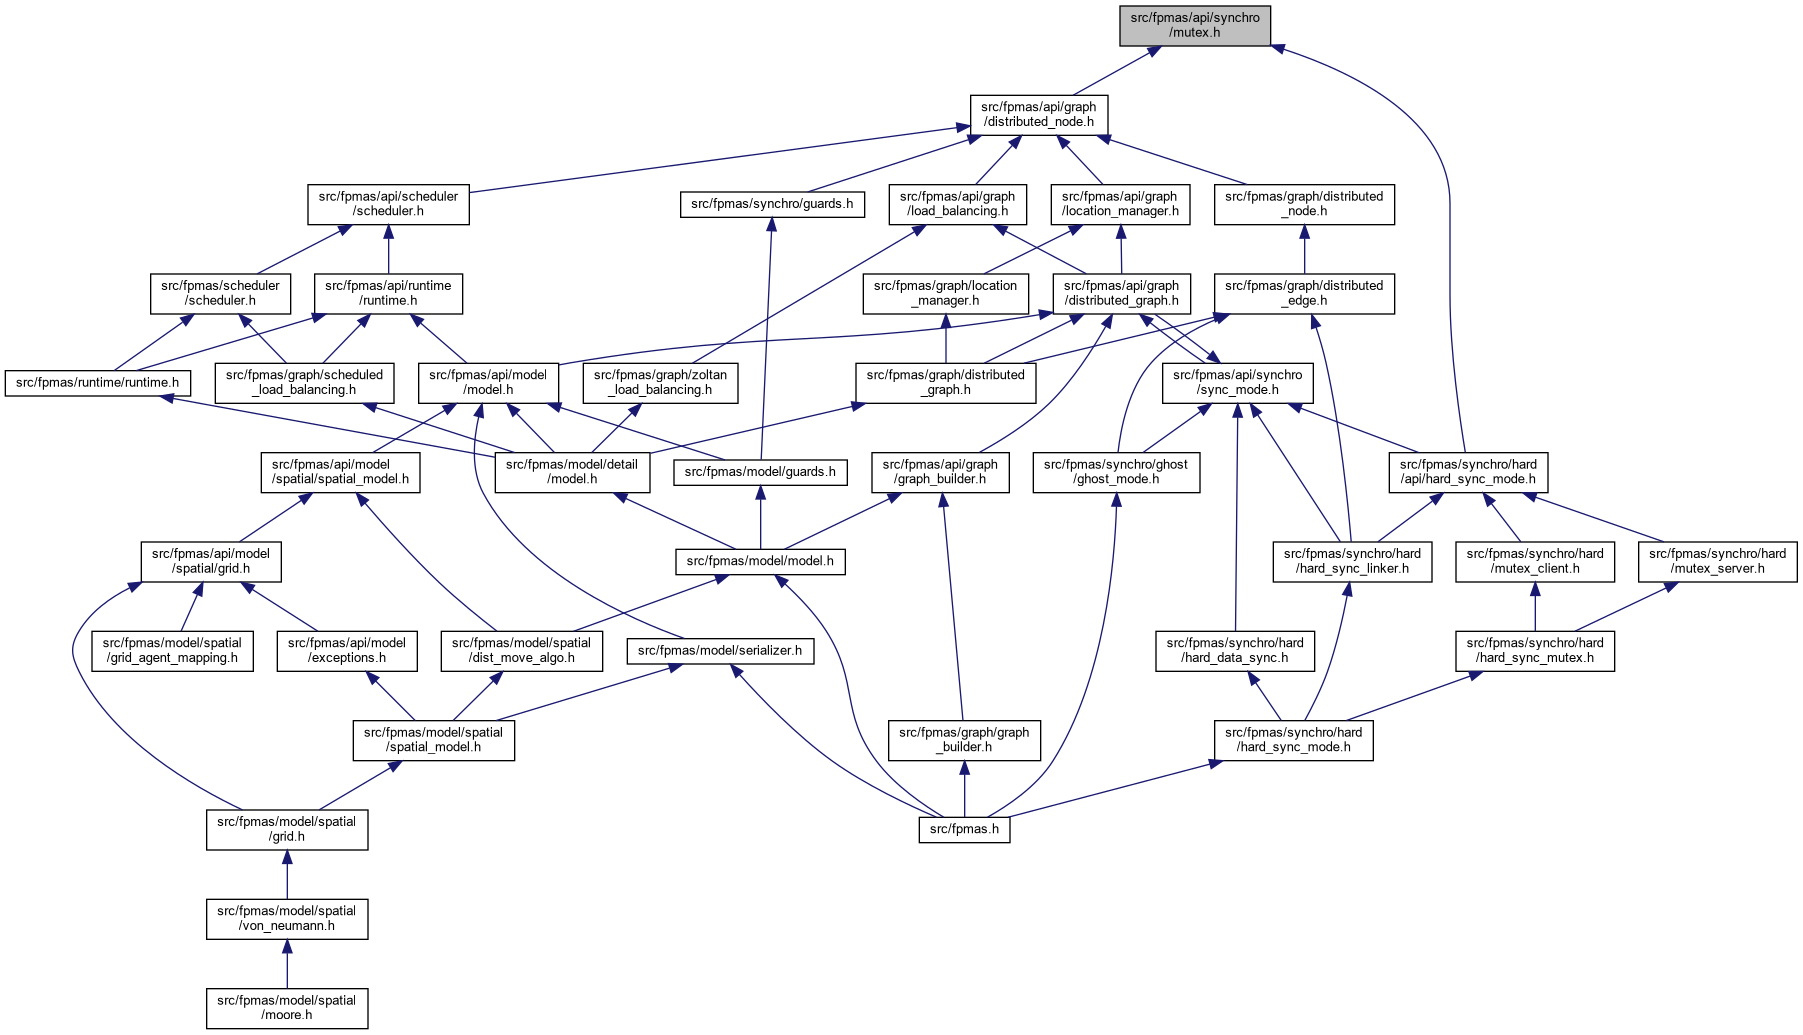 src/fpmas/api/synchro
/mutex.h
src/fpmas/api/graph
/distributed_node.h
src/fpmas/api/scheduler
/scheduler.h
src/fpmas/synchro/guards.h
src/fpmas/api/graph
/load_balancing.h
src/fpmas/api/graph
/location_manager.h
src/fpmas/graph/distributed
_node.h
src/fpmas/scheduler
/scheduler.h
src/fpmas/api/runtime
/runtime.h
src/fpmas/graph/location
_manager.h
src/fpmas/api/graph
/distributed_graph.h
src/fpmas/graph/distributed
_edge.h
src/fpmas/runtime/runtime.h
src/fpmas/graph/scheduled
_load_balancing.h
src/fpmas/api/model
/model.h
src/fpmas/graph/zoltan
_load_balancing.h
src/fpmas/graph/distributed
_graph.h
src/fpmas/api/synchro
/sync_mode.h
src/fpmas/api/model
/spatial/spatial_model.h
src/fpmas/model/detail
/model.h
src/fpmas/model/guards.h
src/fpmas/api/graph
/graph_builder.h
src/fpmas/synchro/ghost
/ghost_mode.h
src/fpmas/synchro/hard
/api/hard_sync_mode.h
src/fpmas/api/model
/spatial/grid.h
src/fpmas/model/model.h
src/fpmas/synchro/hard
/hard_sync_linker.h
src/fpmas/synchro/hard
/mutex_client.h
src/fpmas/synchro/hard
/mutex_server.h
src/fpmas/model/spatial
/grid_agent_mapping.h
src/fpmas/api/model
/exceptions.h
src/fpmas/model/spatial
/dist_move_algo.h
src/fpmas/model/serializer.h
src/fpmas/synchro/hard
/hard_data_sync.h
src/fpmas/synchro/hard
/hard_sync_mutex.h
src/fpmas/model/spatial
/spatial_model.h
src/fpmas/graph/graph
_builder.h
src/fpmas/synchro/hard
/hard_sync_mode.h
src/fpmas/model/spatial
/grid.h
src/fpmas.h
src/fpmas/model/spatial
/von_neumann.h
src/fpmas/model/spatial
/moore.h